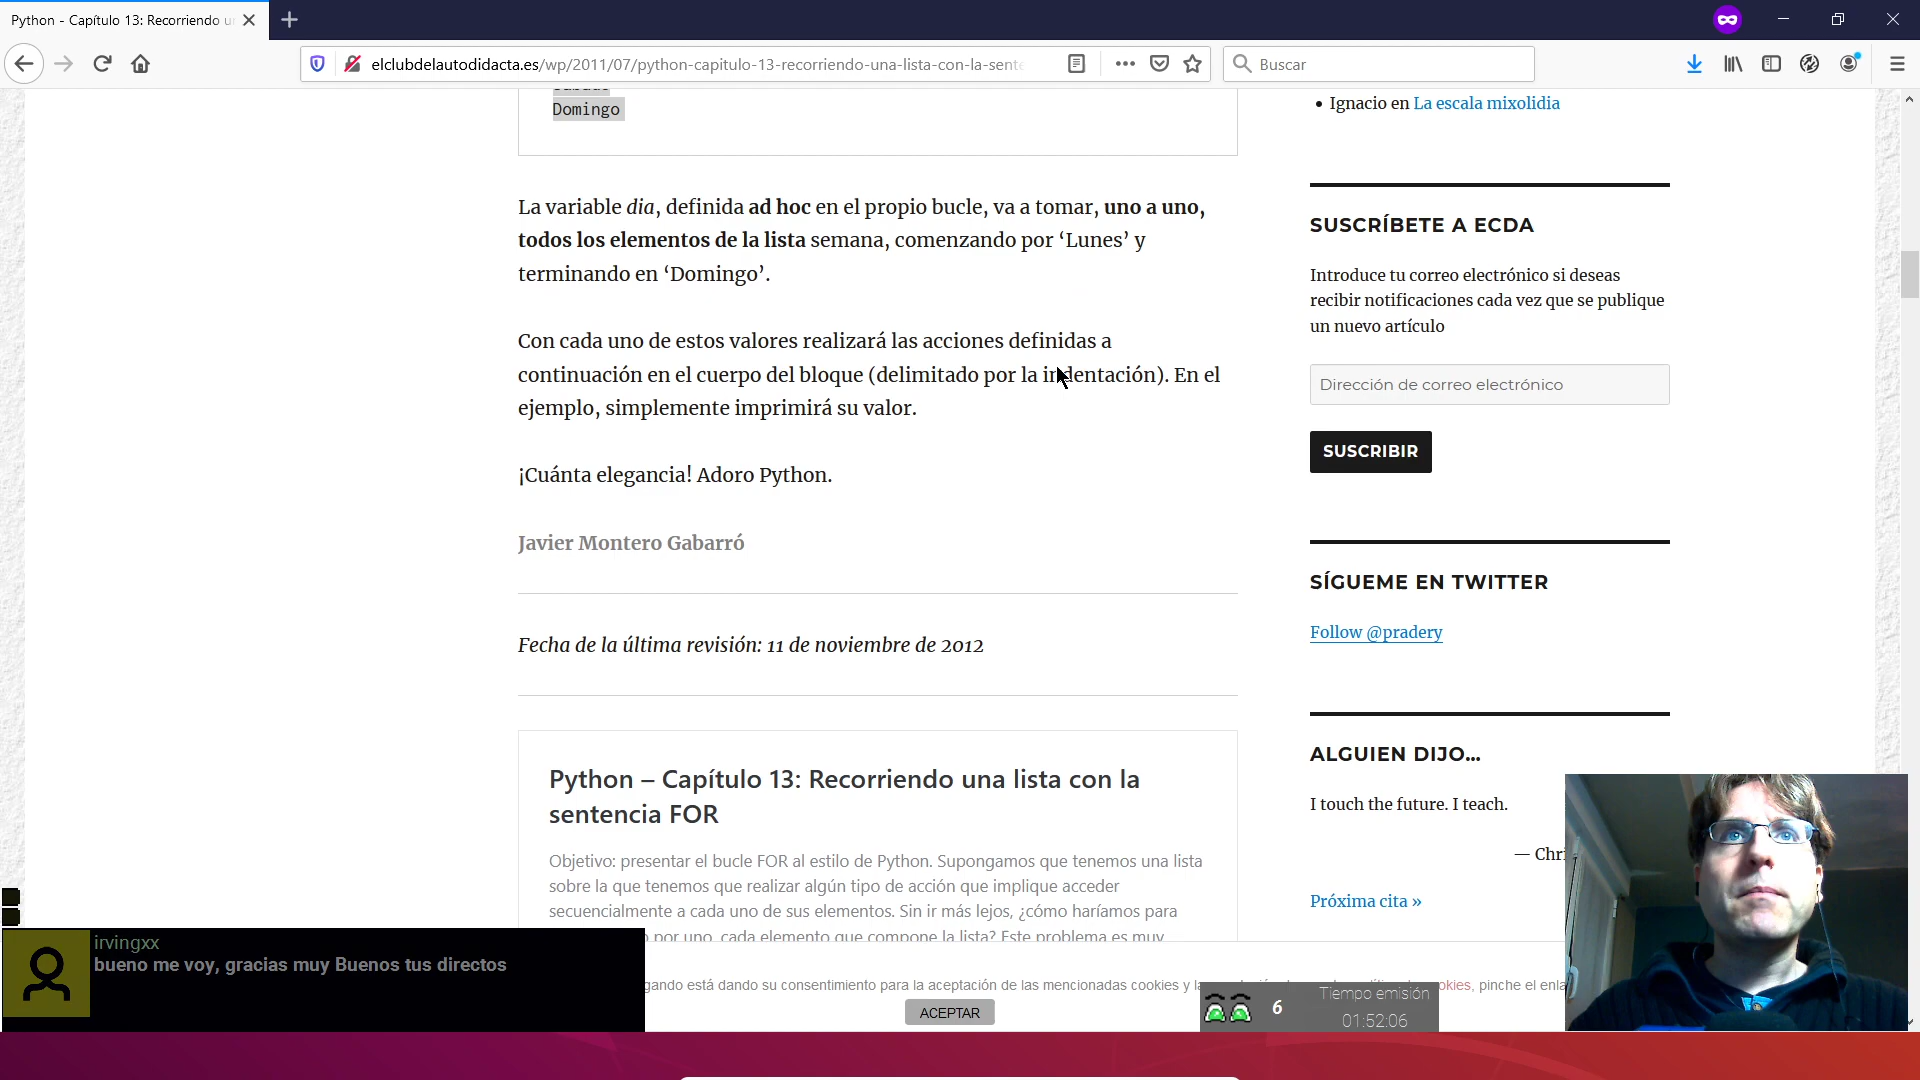 Python - Capítulo 13: Recorriendo u
elclubdelautodidacta.es/wp/2011/07/python-capitulo-13-recorriendo-una-lista-con-la-sente
Buscar
Domingo
La variable dia, definida ad hoc en el propio bucle, va a tomar, uno a uno,
todos los elementos de la lista semana, comenzando por ‘Lunes’ y
terminando en ‘Domingo’.
Con cada uno de estos valores realizará las acciones definidas a
continuación en el cuerpo del bloque (delimitado por la indentación). En el
ejemplo, simplemente imprimirá su valor.
¡Cuánta elegancia! Adoro Python.
Javier Montero Gabarró
Fecha de la última revisión: 11 de noviembre de 2012
Python – Capítulo 13: Recorriendo una lista con la
sentencia FOR
Objetivo: presentar el bucle FOR al estilo de Python. Supongamos que tenemos una lista
sobre la que tenemos que realizar algún tipo de acción que implique acceder
secuencialmente a cada uno de sus elementos. Sin ir más lejos, ¿cómo haríamos para
por uno, cada elemento que compone la lista? Este problema es muy
Ignacio en La escala mixolidia
SUSCRÍBETE A ECDA
Introduce tu correo electrónico si deseas
recibir notificaciones cada vez que se publique
un nuevo artículo
Dirección de correo electrónico
SUSCRIBIR
SÍGUEME EN TWITTER
Follow @pradery
ALGUIEN DIJO…
I touch the future. I teach.
— Chri
Próxima cita »
irvingxx
bueno me voy, gracias muy Buenos tus directos
gando está dando su consentimiento para la aceptación de las mencionadas cookies y la
okies, pinche el enla
ACEPTAR
6
Tiempo emisión
01:52:06